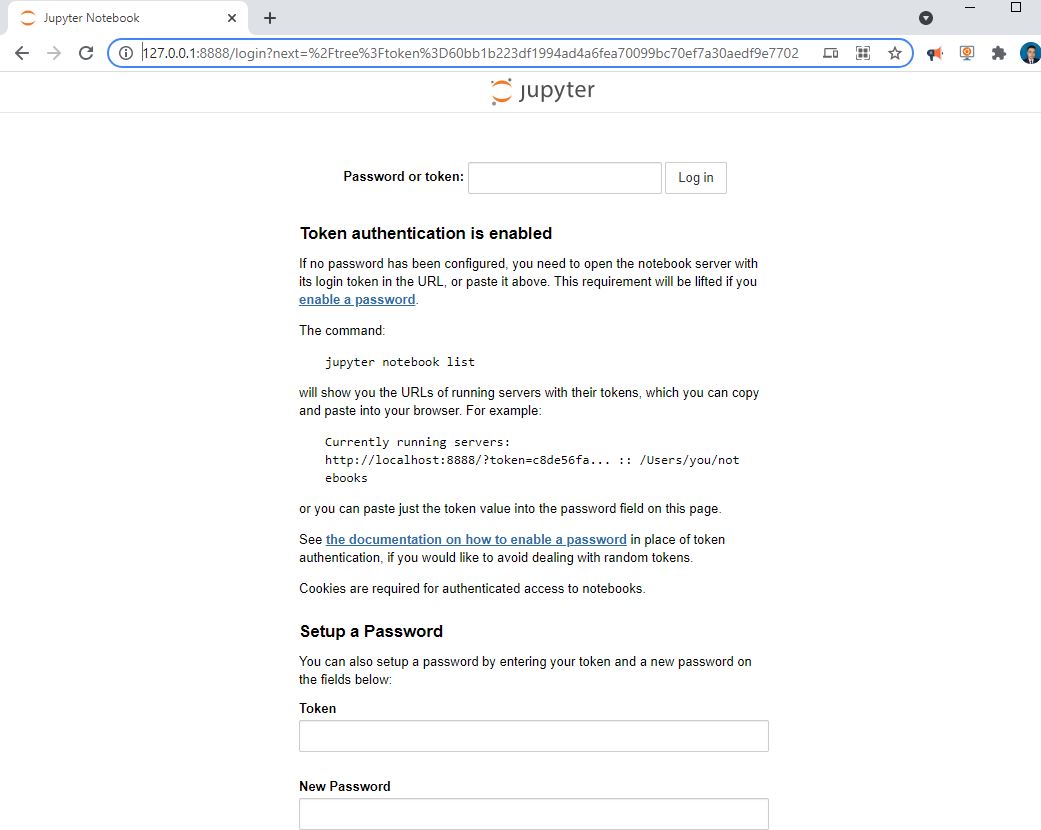 Jupyter Notebook
127.0.0.1:8888/login?next=%2Ftree%3Ftoken%3D60bb1b223df1994ad4a6fea70099bc70ef7a30aedf9e7702
jupyter
Password or token:
Log in
Token authentication is enabled
If no password has been configured, you need to open the notebook server with
its login token in the URL, or paste it above. This requirement will be lifted if you
enable a password.
The command:
jupyter notebook list
will show you the URLs of running servers with their tokens, which you can copy
and paste into your browser. For example:
Currently running servers:
http://localhost:8888/?token=c8de56fa... :: /Users/you/not
ebooks
or you can paste just the token value into the password field on this page.
See the documentation on how to enable a password in place of token
authentication, if you would like to avoid dealing with random tokens.
Cookies are required for authenticated access to notebooks.
Setup a Password
You can also setup a password by entering your token and a new password on
the fields below:
Token
New Password